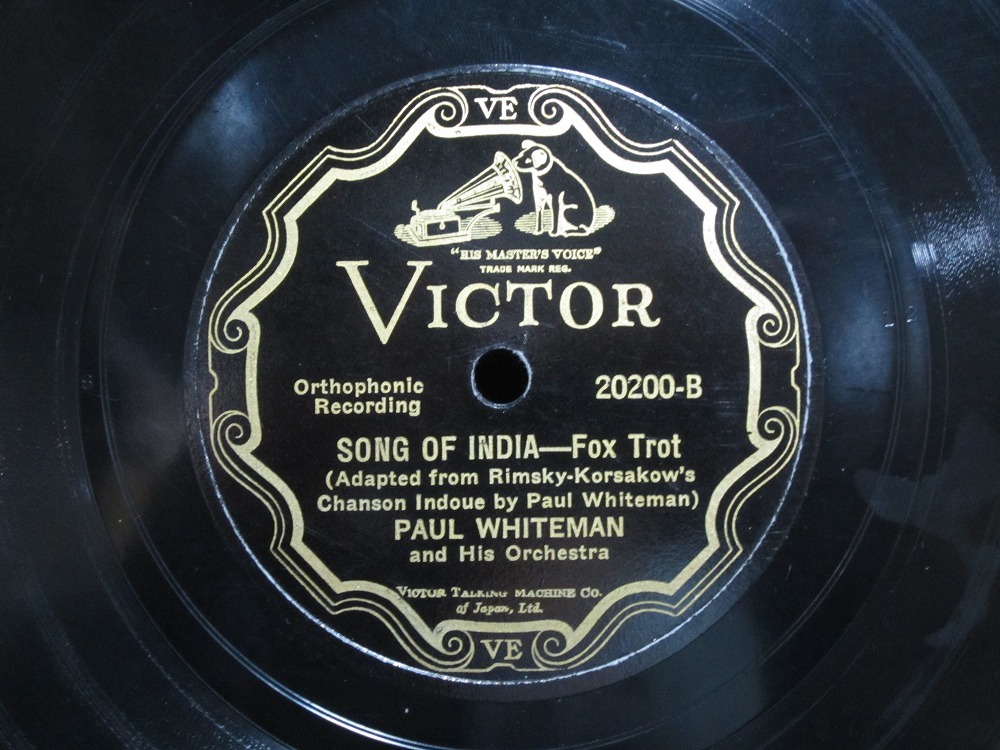 VE
"HIS MASTER'S VOICE"
TRADE MARK REG.
VICTOR
Orthophonic
Recording
20200-B
SONG OF INDIA—Fox Trot
(Adapted from Rimsky-Korsakow's
Chanson Indoue by Paul Whiteman)
PAUL WHITEMAN
and His Orchestra
VICTOR TALKING MACHINE CO.
of Japan, Ltd.
VE